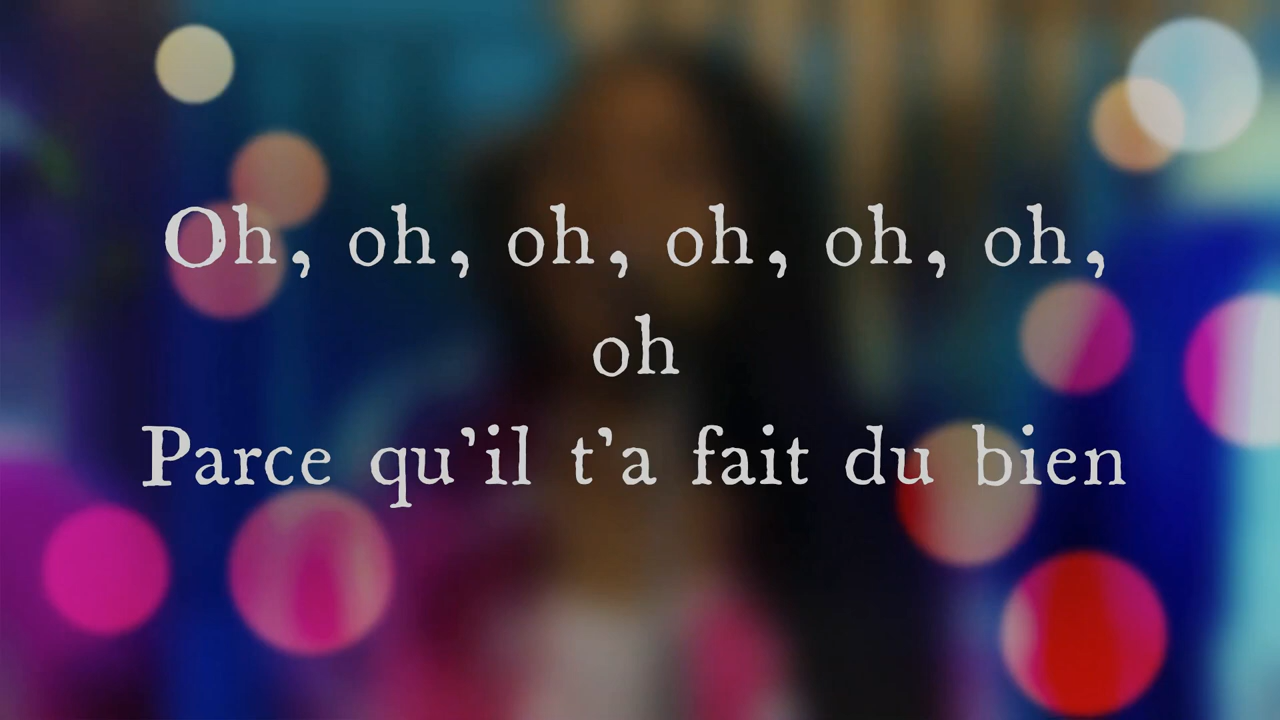 Oh, oh, oh, oh, oh, oh,
oh
Parce qu’il t’a fait du bien